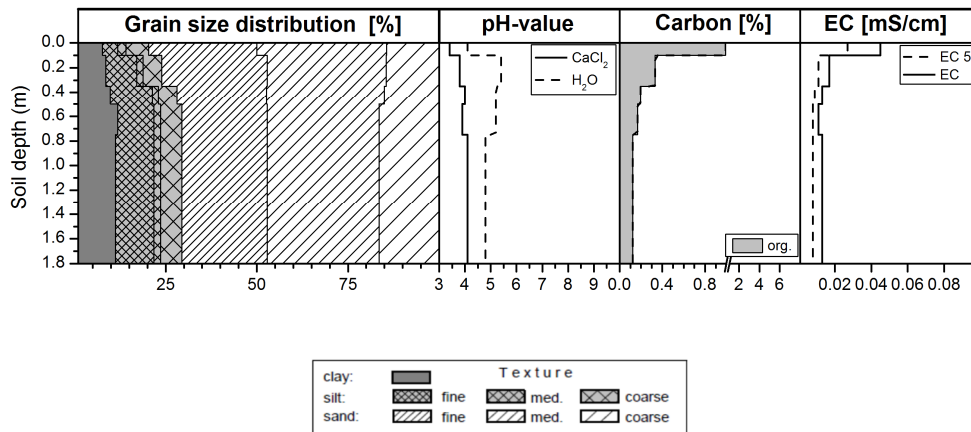 Grain size distribution [%]
pH-value
Carbon [%]
EC [mS/cm]
Soil depth (m)
0.0
0.2
0.4
0.6
0.8
1.0
1.2
1.4
1.6
1.8
CaCl2
H2O
org.
EC 5
EC
25 50 75
3 4 5 6 7 8 9
0.0 0.4 0.8 2 4 6
0.02 0.04 0.06 0.08
Texture
clay:
silt: fine med. coarse
sand: fine med. coarse